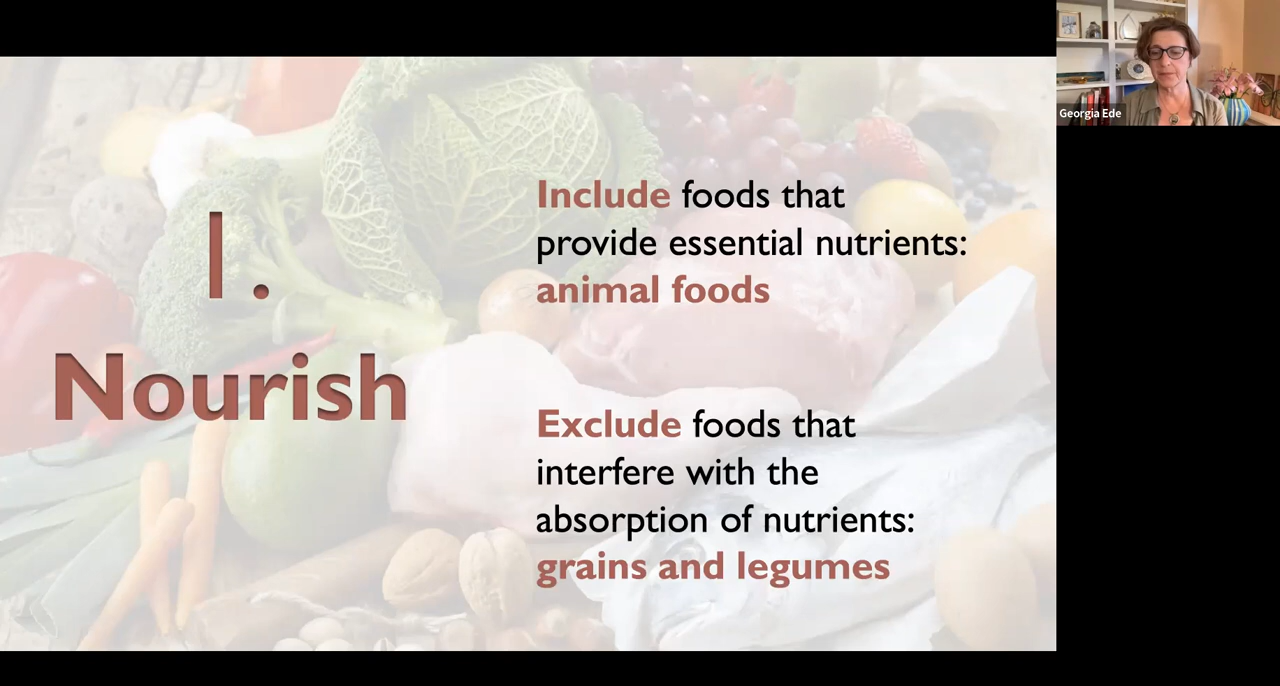 1.
Nourish
Include foods that
provide essential nutrients:
animal foods
Exclude foods that
interfere with the
absorption of nutrients:
grains and legumes
Georgia Ede